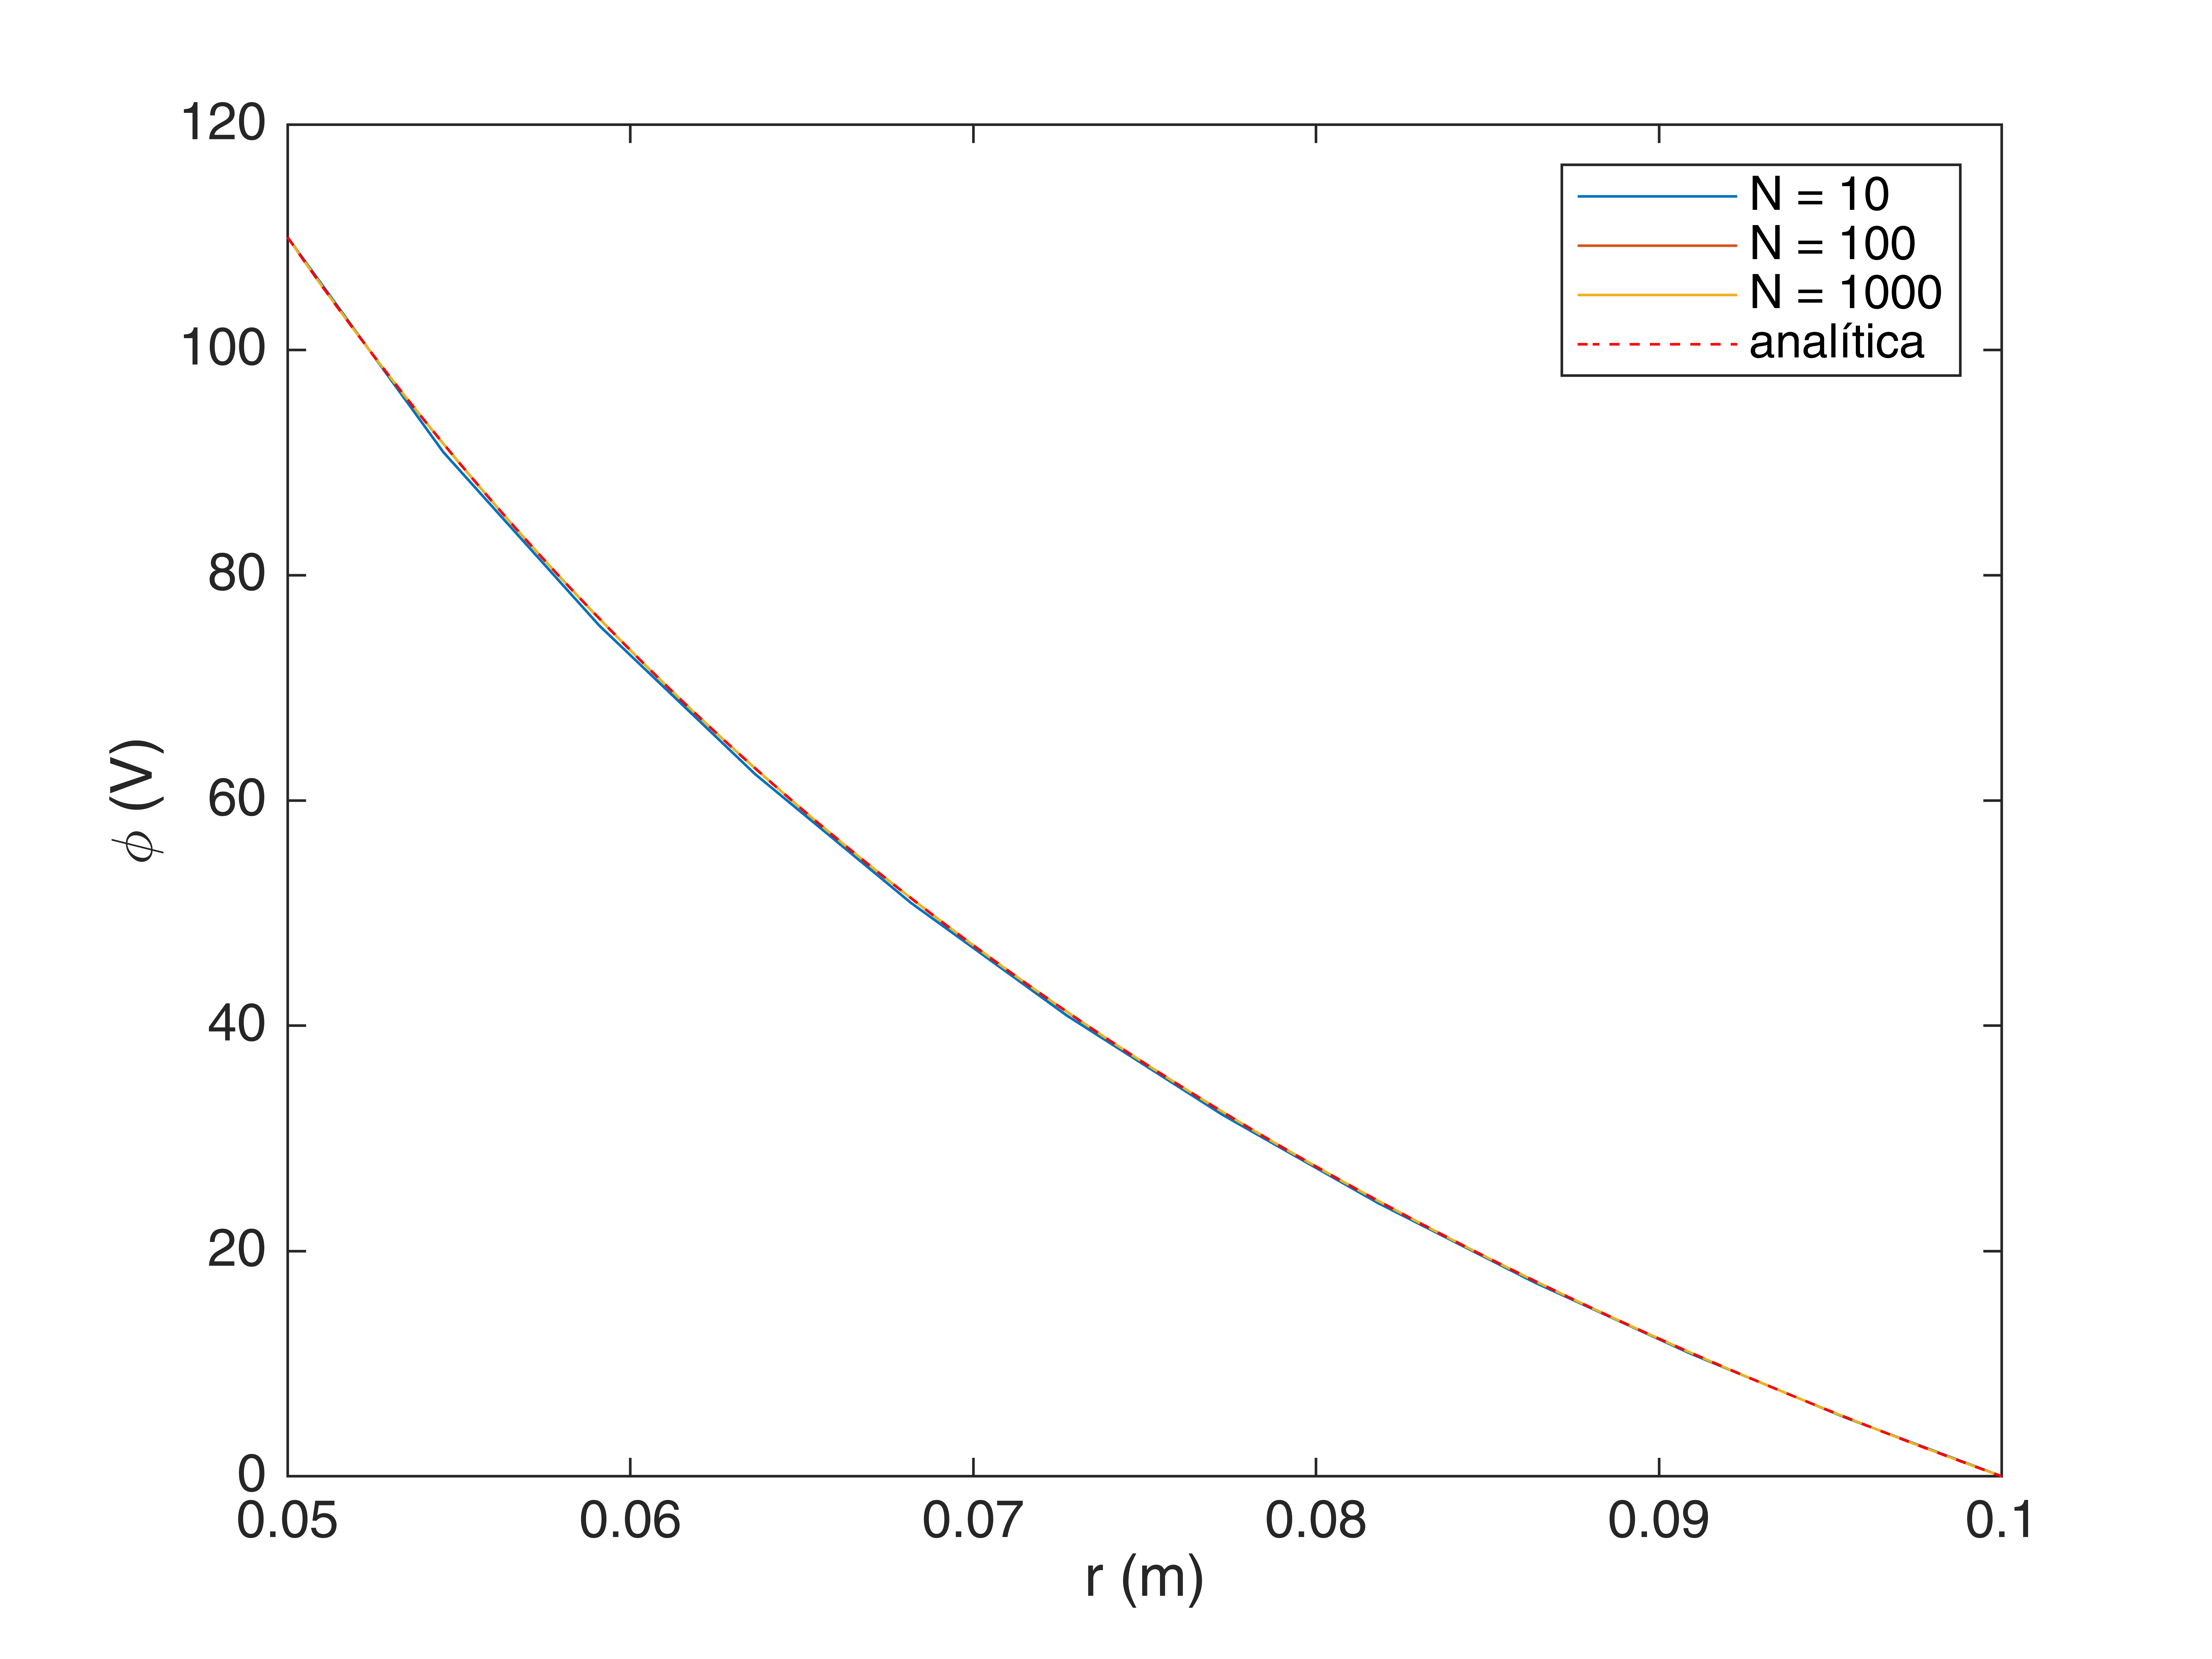 120
100
80
60
40
20
0
0.05 0.06 0.07 0.08 0.09 0.1
r (m)
ϕ (V)
N = 10
N = 100
N = 1000
analítica